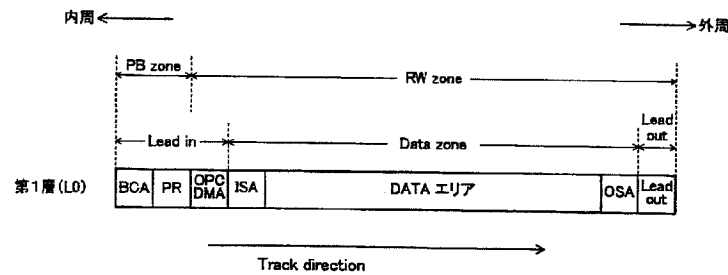 内周
外周
PB zone
RW zone
Lead in
Data zone
Lead
out
第1層(L0)
BCA
PR
OPC
DMA
ISA
DATA エリア
OSA
Lead
out
Track direction